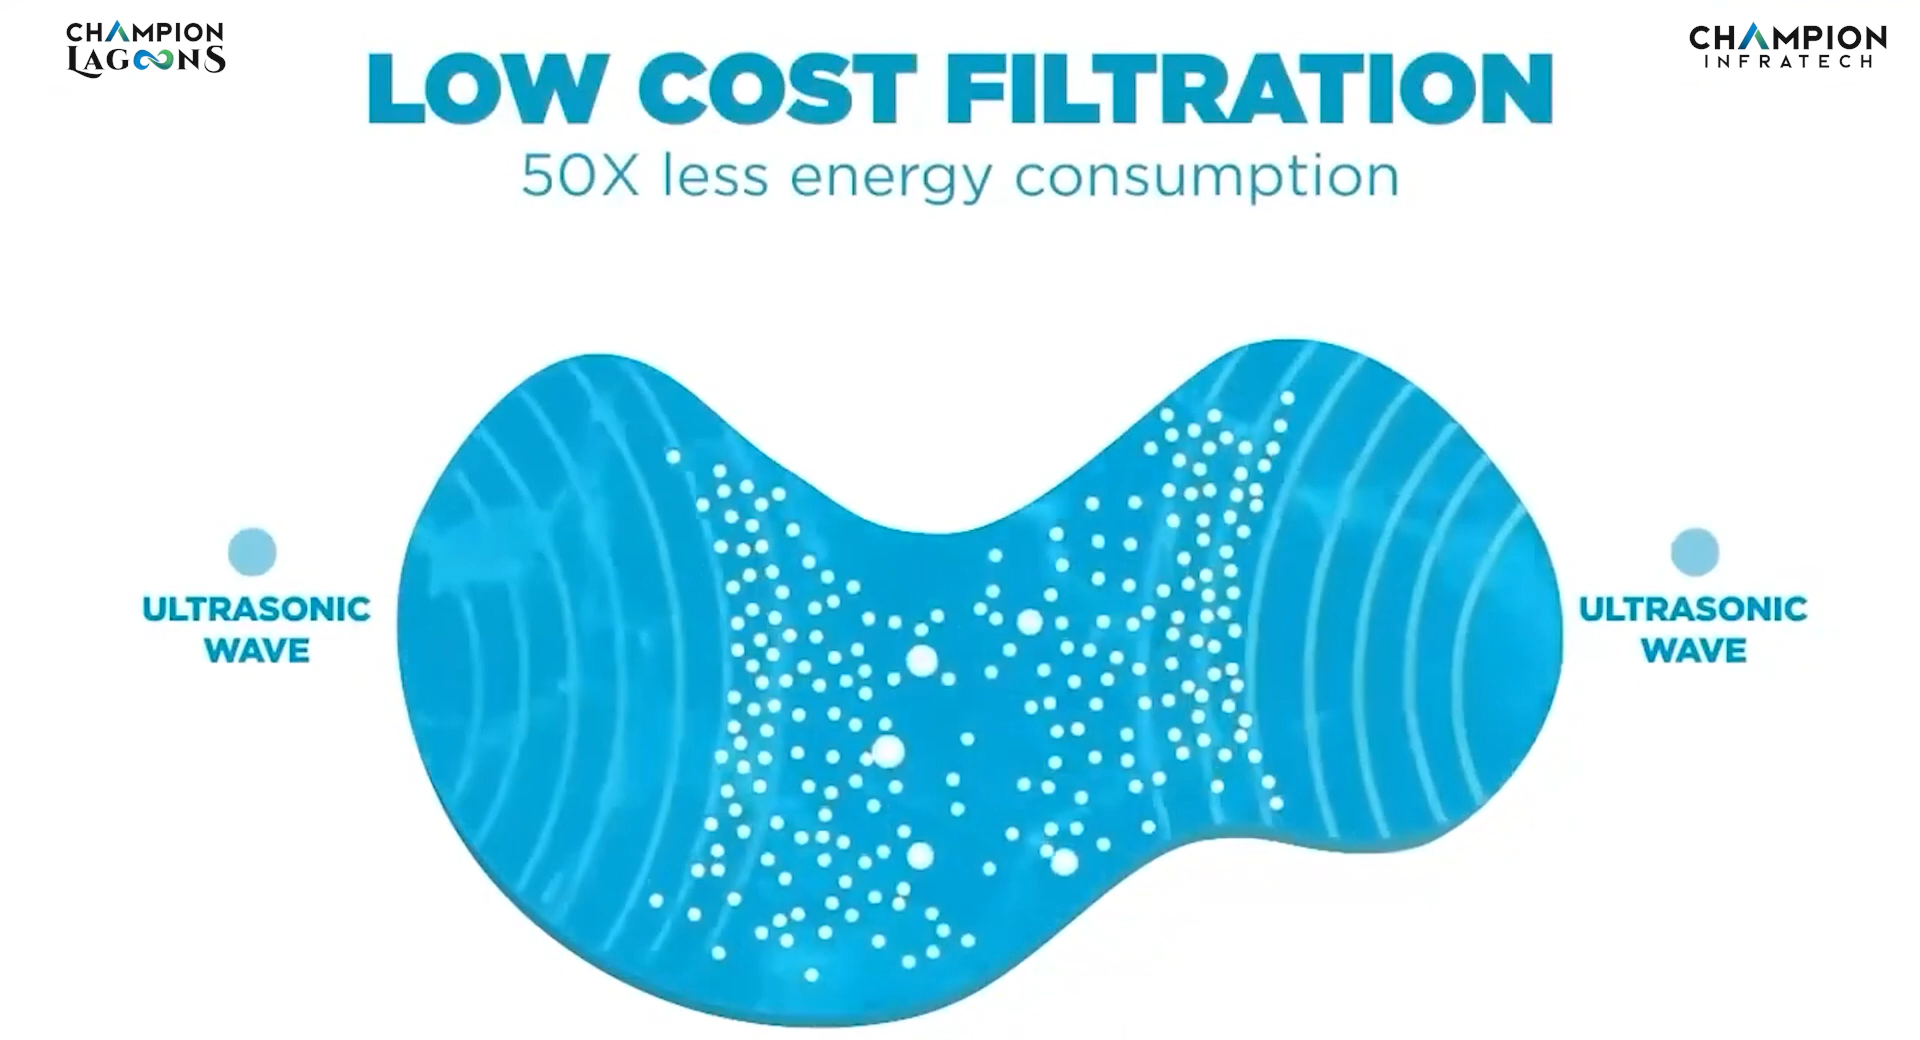 CHAMPION
LAGOONS
CHAMPION
INFRATECH
LOW COST FILTRATION
50X less energy consumption
ULTRASONIC
WAVE
ULTRASONIC
WAVE